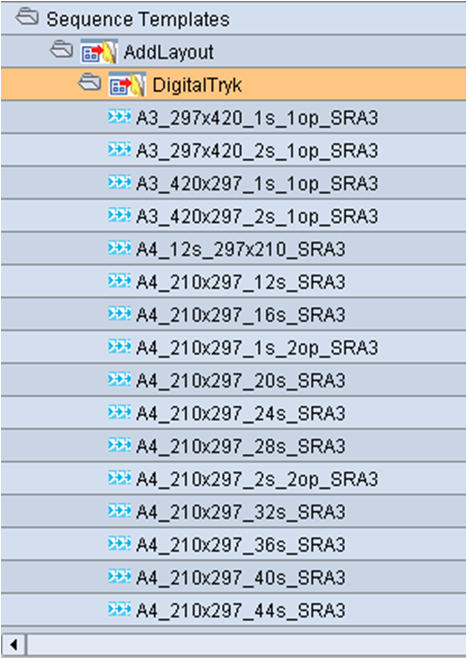 Sequence Templates
AddLayout
DigitalTryk
A3_297x420_1s_1op_SRA3
A3_297x420_2s_1op_SRA3
A3_420x297_1s_1op_SRA3
A3_420x297_2s_1op_SRA3
A4_12s_297x210_SRA3
A4_210x297_12s_SRA3
A4_210x297_16s_SRA3
A4_210x297_1s_2op_SRA3
A4_210x297_20s_SRA3
A4_210x297_24s_SRA3
A4_210x297_28s_SRA3
A4_210x297_2s_2op_SRA3
A4_210x297_32s_SRA3
A4_210x297_36s_SRA3
A4_210x297_40s_SRA3
A4_210x297_44s_SRA3